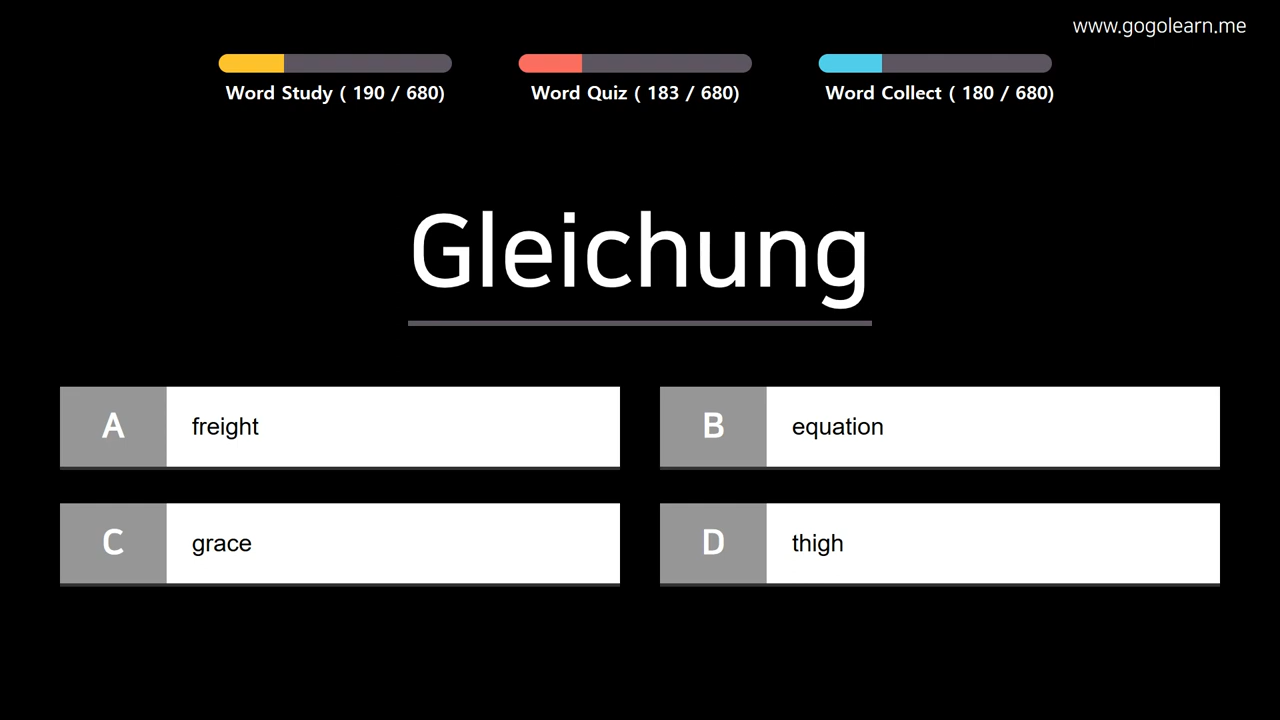 www.gogolearn.me
Word Study ( 190 / 680)
Word Quiz ( 183 / 680)
Word Collect ( 180 / 680)
Gleichung
A freight
B equation
C grace
D thigh